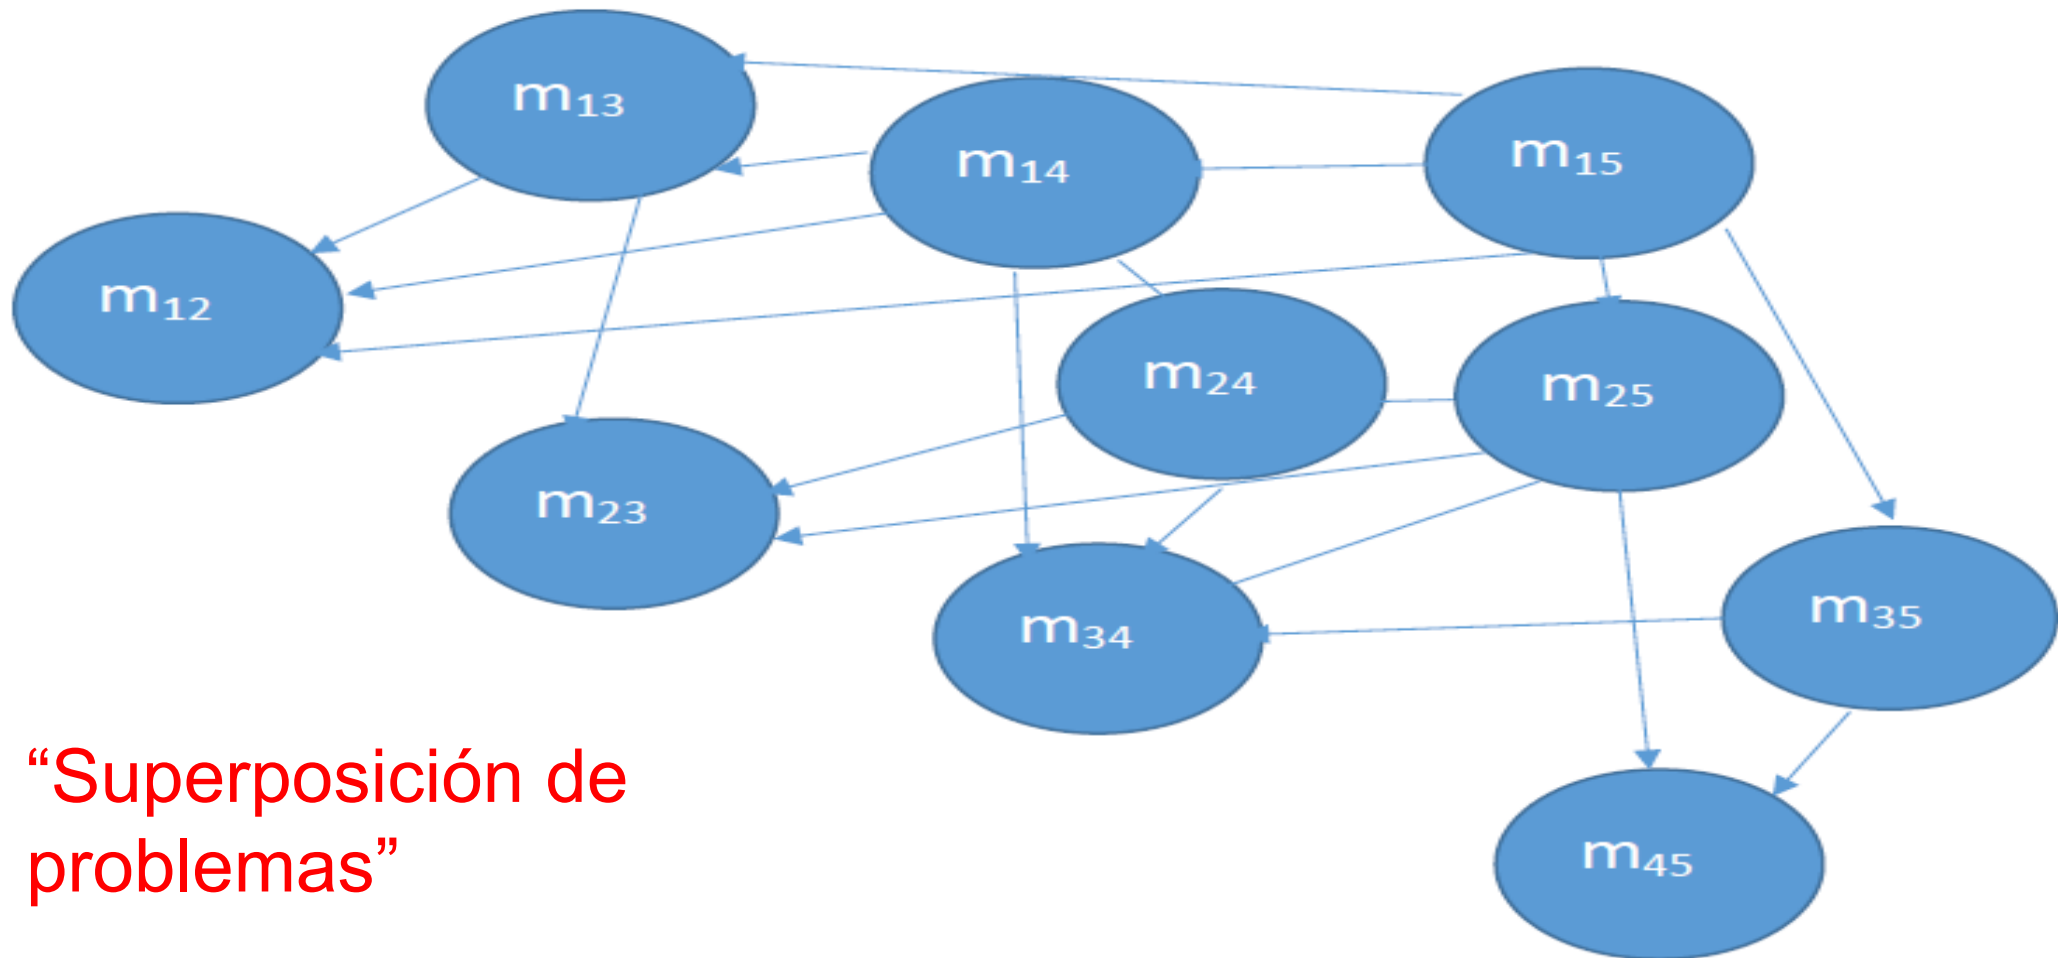 m₁₃
m₁₄
m₁₅
m₁₂
m₂₄
m₂₅
m₂₃
m₃₄
m₃₅
“Superposición de
problemas”
m₄₅